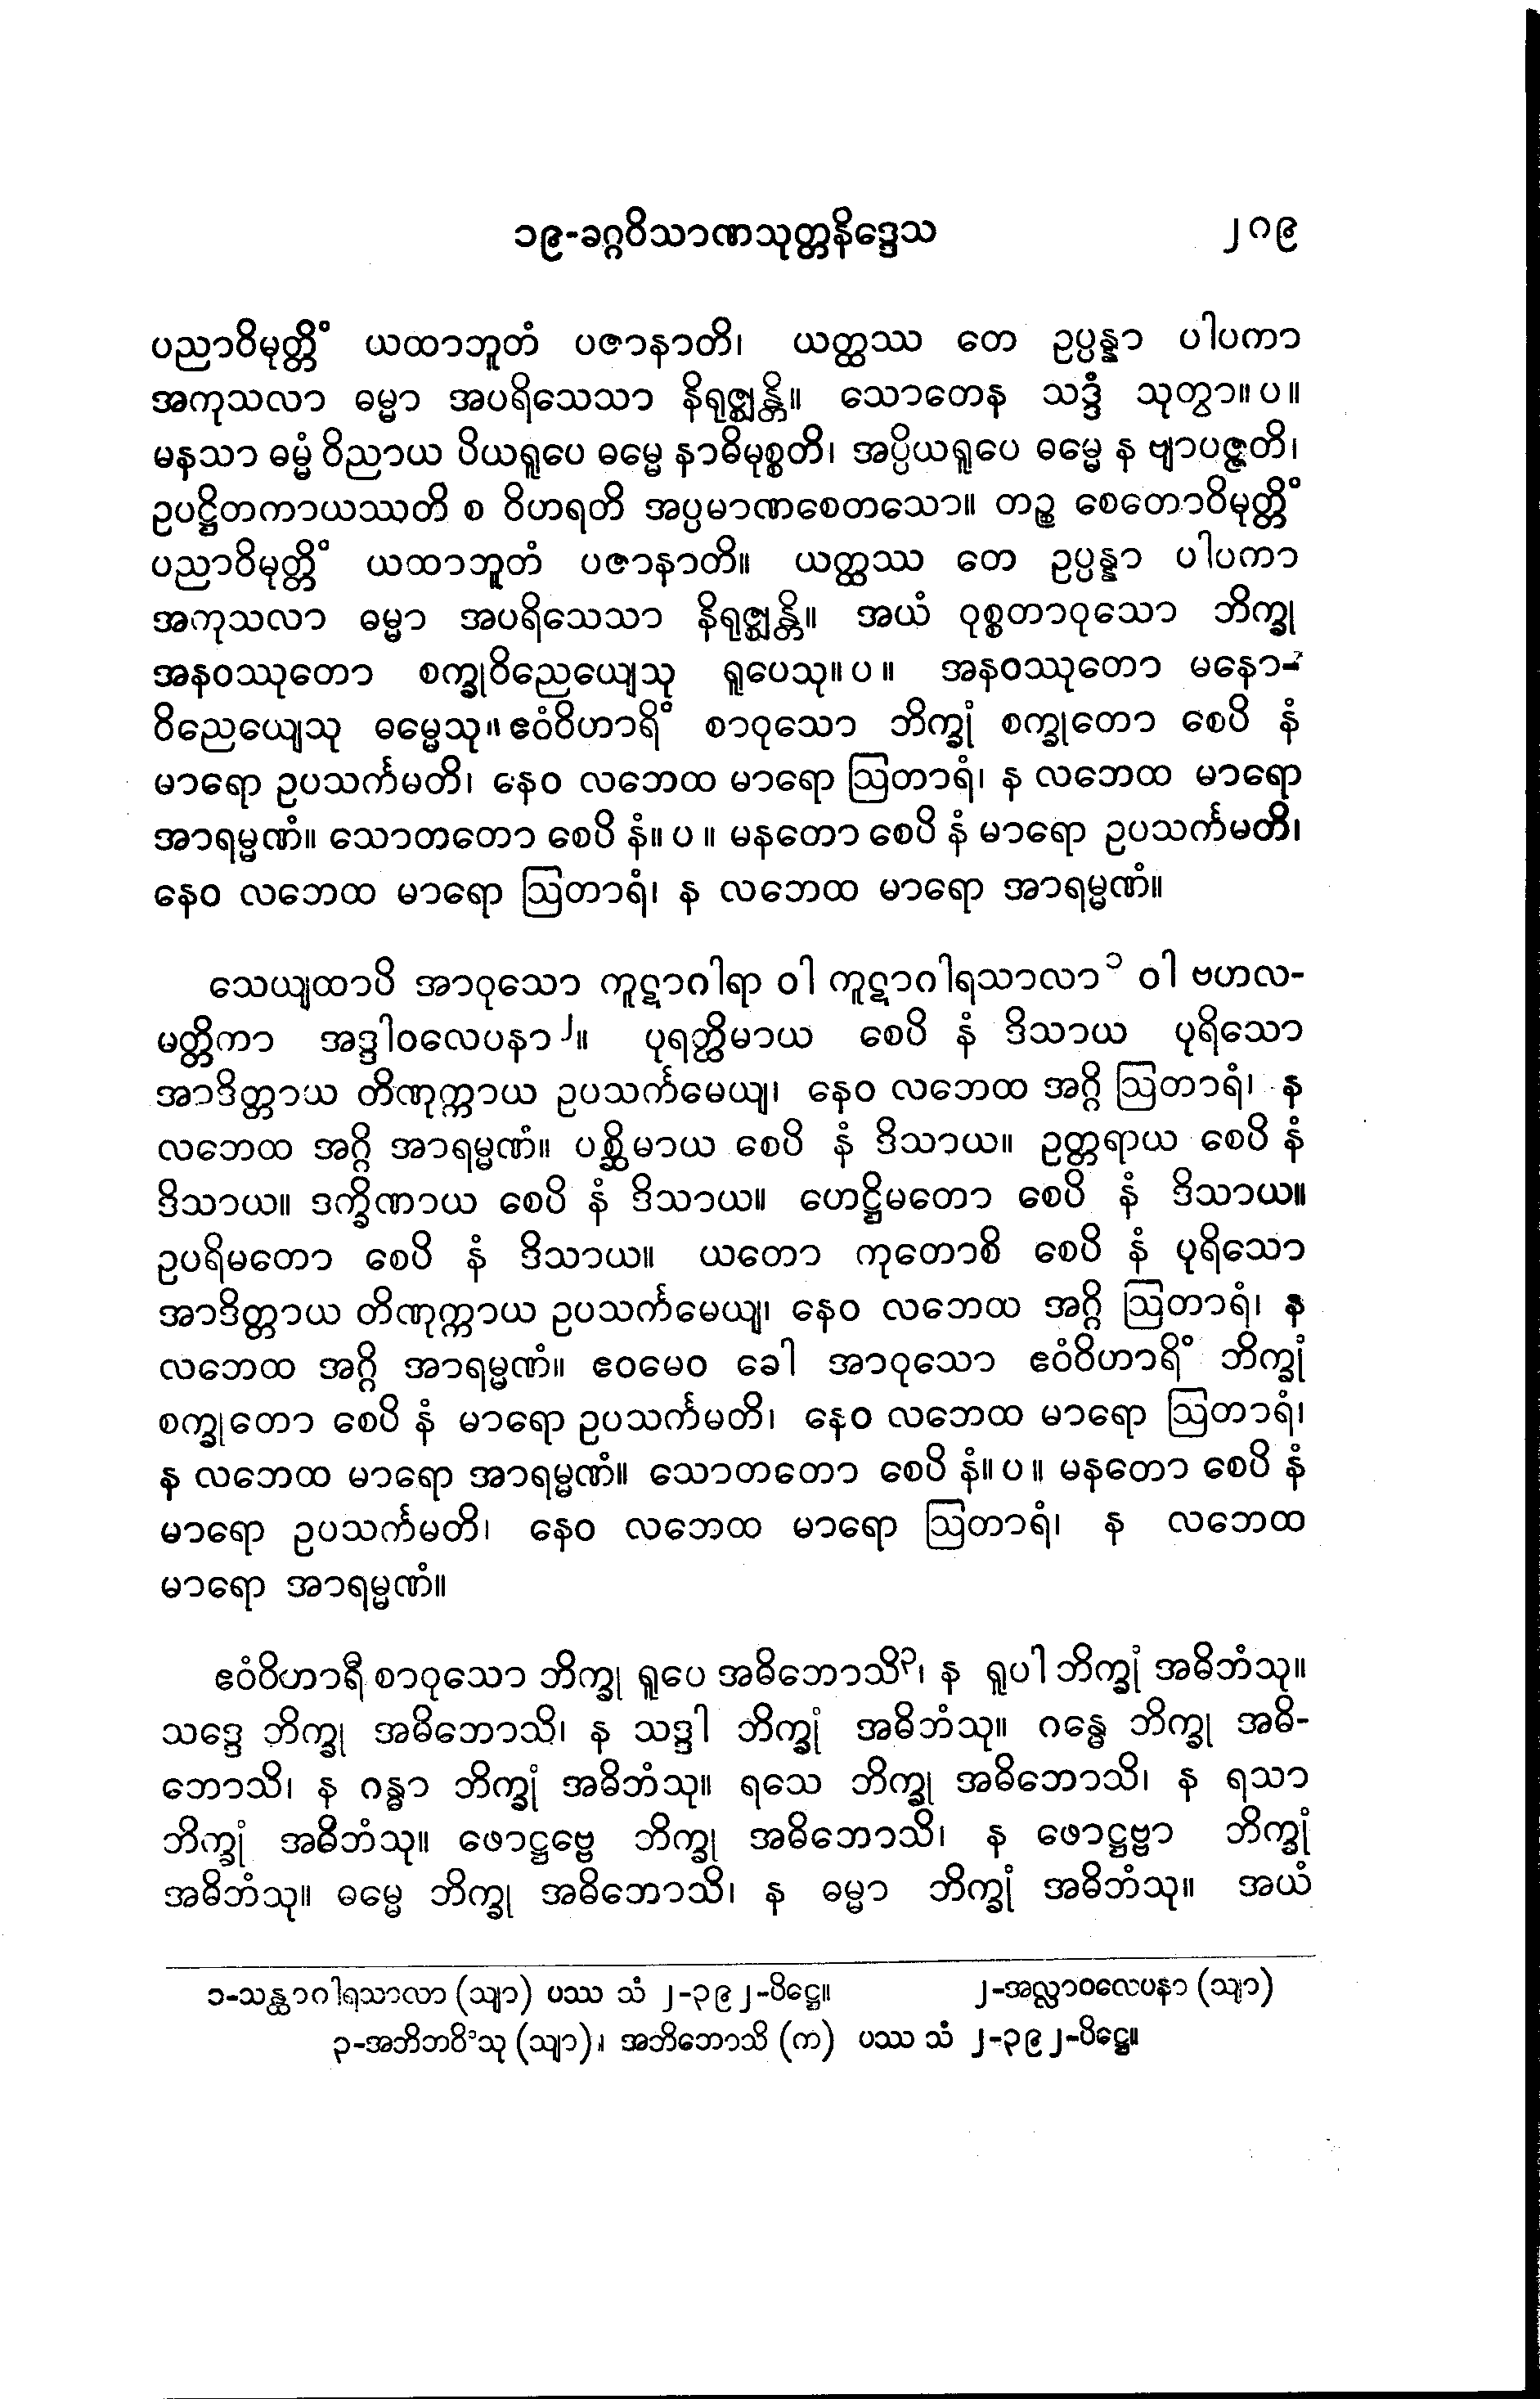 ၁၉-ခဂ္ဂဝိသာဏသုတ္တနိဒ္ဒေသ ၂၀၉
ပညာဝိမုတ္တိံ ယထာဘူတံ ပဇာနာတိ၊ ယတ္ထဿ တေ ဥပ္ပန္နာ ပါပကာ
အကုသလာ ဓမ္မာ အပရိသေသာ နိရုဇ္ဈန္တိ။ သောတေန သဒ္ဒံ သုတွာ။ပ။
မနသာ ဓမ္မံ ဝိညာယ ပိယရူပေ ဓမ္မေ နာဓိမုစ္စတိ၊ အပ္ပိယရူပေ ဓမ္မေ န ဗျာပဇ္ဇတိ၊
ဥပဋ္ဌိတကာယဿတိ စ ဝိဟရတိ အပ္ပမာဏစေတသော။ တဉ္စ စေတောဝိမုတ္တိံ
ပညာဝိမုတ္တိံ ယထာဘူတံ ပဇာနာတိ။ ယတ္ထဿ တေ ဥပ္ပန္နာ ပါပကာ
အကုသလာ ဓမ္မာ အပရိသေသာ နိရုဇ္ဈန္တိ။ အယံ ဝုစ္စတာဝုသော ဘိက္ခု
အနဝဿုတော စက္ခုဝိညေယျေသု ရူပေသု။ပ။ အနဝဿုတော မနော-
ဝိညေယျေသု ဓမ္မေသု။ ဧဝံဝိဟာရိံ စာဝုသော ဘိက္ခုံ စက္ခုတော စေပိ နံ
မာရော ဥပသင်္ကမတိ၊ နေဝ လဘေထ မာရော ဩတာရံ၊ န လဘေထ မာရော
အာရမ္မဏံ။ သောတတော စေပိ နံ။ပ။ မနတော စေပိ နံ မာရော ဥပသင်္ကမတိ၊
နေဝ လဘေထ မာရော ဩတာရံ၊ န လဘေထ မာရော အာရမ္မဏံ။
သေယျထာပိ အာဝုသော ကူဋာဂါရာ ဝါ ကူဋာဂါရသာလာ၁ ဝါ ဗဟလ-
မတ္တိကာ အဒ္ဒါဝလေပနာ၂။ ပုရတ္ထိမာယ စေပိ နံ ဒိသာယ ပုရိသော
အာဒိတ္တာယ တိဏုက္ကာယ ဥပသင်္ကမေယျ၊ နေဝ လဘေထ အဂ္ဂိ ဩတာရံ၊ န
လဘေထ အဂ္ဂိ အာရမ္မဏံ။ ပစ္ဆိမာယ စေပိ နံ ဒိသာယ။ ဥတ္တရာယ စေပိ နံ
ဒိသာယ။ ဒက္ခိဏာယ စေပိ နံ ဒိသာယ။ ဟေဋ္ဌိမတော စေပိ နံ ဒိသာယ။
ဥပရိမတော စေပိ နံ ဒိသာယ။ ယတော ကုတောစိ စေပိ နံ ပုရိသော
အာဒိတ္တာယ တိဏုက္ကာယ ဥပသင်္ကမေယျ၊ နေဝ လဘေထ အဂ္ဂိ ဩတာရံ၊ န
လဘေထ အဂ္ဂိ အာရမ္မဏံ။ ဧဝမေဝ ခေါ အာဝုသော ဧဝံဝိဟာရိံ ဘိက္ခုံ
စက္ခုတော စေပိ နံ မာရော ဥပသင်္ကမတိ၊ နေဝ လဘေထ မာရော ဩတာရံ၊
န လဘေထ မာရော အာရမ္မဏံ။ သောတတော စေပိ နံ။ပ။ မနတော စေပိ နံ
မာရော ဥပသင်္ကမတိ၊ နေဝ လဘေထ မာရော ဩတာရံ၊ န လဘေထ
မာရော အာရမ္မဏံ။
ဧဝံဝိဟာရီ စာဝုသော ဘိက္ခု ရူပေ အဓိဘောသိ၃၊ န ရူပါ ဘိက္ခုံ အဓိဘံသု။
သဒ္ဒေ ဘိက္ခု အဓိဘောသိ၊ န သဒ္ဒါ ဘိက္ခုံ အဓိဘံသု။ ဂန္ဓေ ဘိက္ခု အဓိ-
ဘောသိ၊ န ဂန္ဓာ ဘိက္ခုံ အဓိဘံသု။ ရသေ ဘိက္ခု အဓိဘောသိ၊ န ရသာ
ဘိက္ခုံ အဓိဘံသု။ ဖောဋ္ဌဗ္ဗေ ဘိက္ခု အဓိဘောသိ၊ န ဖောဋ္ဌဗ္ဗာ ဘိက္ခုံ
အဓိဘံသု။ ဓမ္မေ ဘိက္ခု အဓိဘောသိ၊ န ဓမ္မာ ဘိက္ခုံ အဓိဘံသု။ အယံ
၁-သန္ထာဂါရသာလာ (သျာ) ပဿ သံ ၂-၃၉၂-ပိဋ္ဌေ။ ၂-အလ္လာဝလေပနာ (သျာ)
၃-အဘိဘဝိံသု (သျာ)၊ အဘိဘောသိ (က) ပဿ သံ ၂-၃၉၂-ပိဋ္ဌေ။